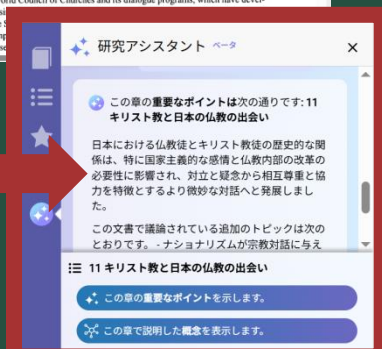 orld Council of Churches and its dialogue programs, which have devel-
研究アシスタント ベータ
この章の重要なポイントは次の通りです: 11
キリスト教と日本の仏教の出会い
日本における仏教徒とキリスト教徒の歴史的な関
係は、特に国家主義的な感情と仏教内部の改革の
必要性に影響され、対立と疑念から相互尊重と協
力を特徴とするより微妙な対話へと発展しまし
た。
この文書で議論されている追加のトピックは次の
とおりです。 - ナショナリズムが宗教対話に与え
11 キリスト教と日本の仏教の出会い
この章の重要なポイントを示します。
この章で説明した概念を表示します。